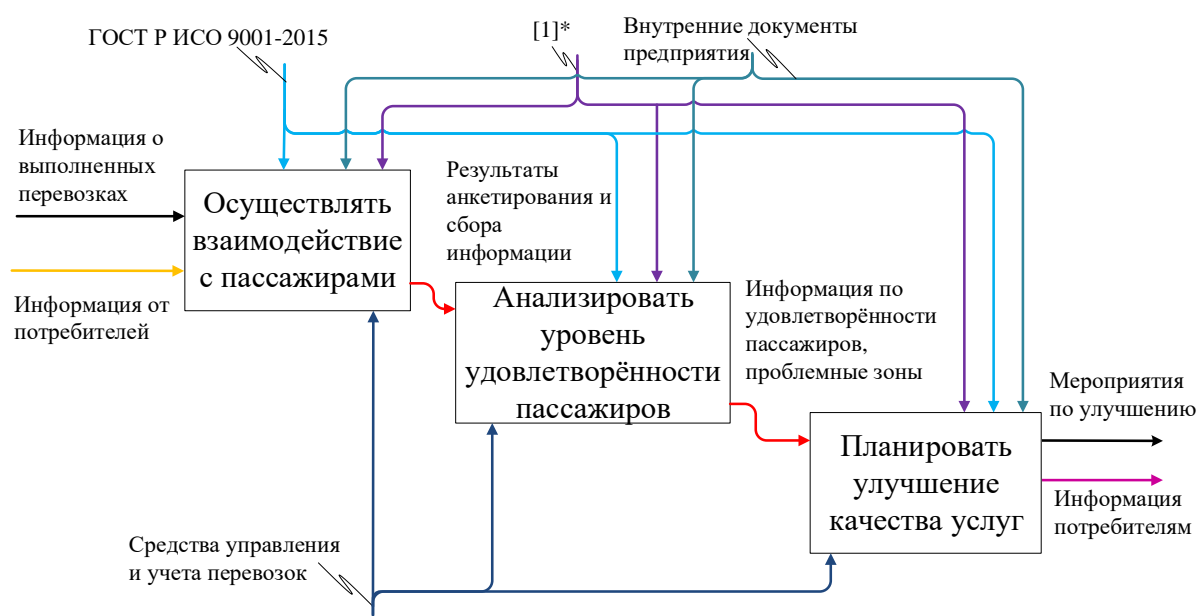 ГОСТ Р ИСО 9001-2015
[1]*
Внутренние документы
предприятия
Информация о
выполненных
перевозках
Осуществлять
взаимодействие
с пассажирами
Результаты
анкетирования и
сбора
информации
Информация от
потребителей
Анализировать
уровень
удовлетворённости
пассажиров
Информация по
удовлетворённости
пассажиров,
проблемные зоны
Мероприятия
по улучшению
Планировать
улучшение
качества услуг
Информация
потребителям
Средства управления
и учета перевозок